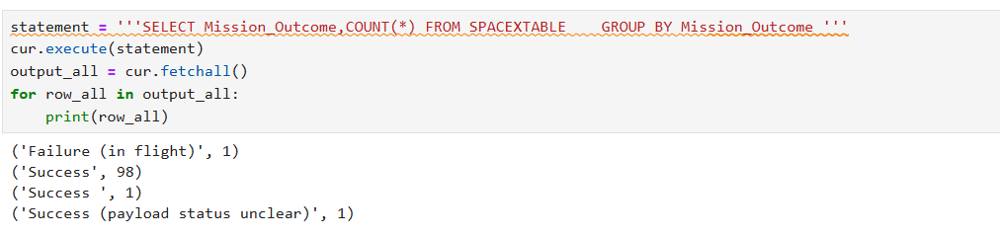 statement = '''SELECT Mission_Outcome,COUNT(*) FROM SPACEXTABLE    GROUP BY Mission_Outcome '''
cur.execute(statement)
output_all = cur.fetchall()
for row_all in output_all:
    print(row_all)
('Failure (in flight)', 1)
('Success', 98)
('Success ', 1)
('Success (payload status unclear)', 1)